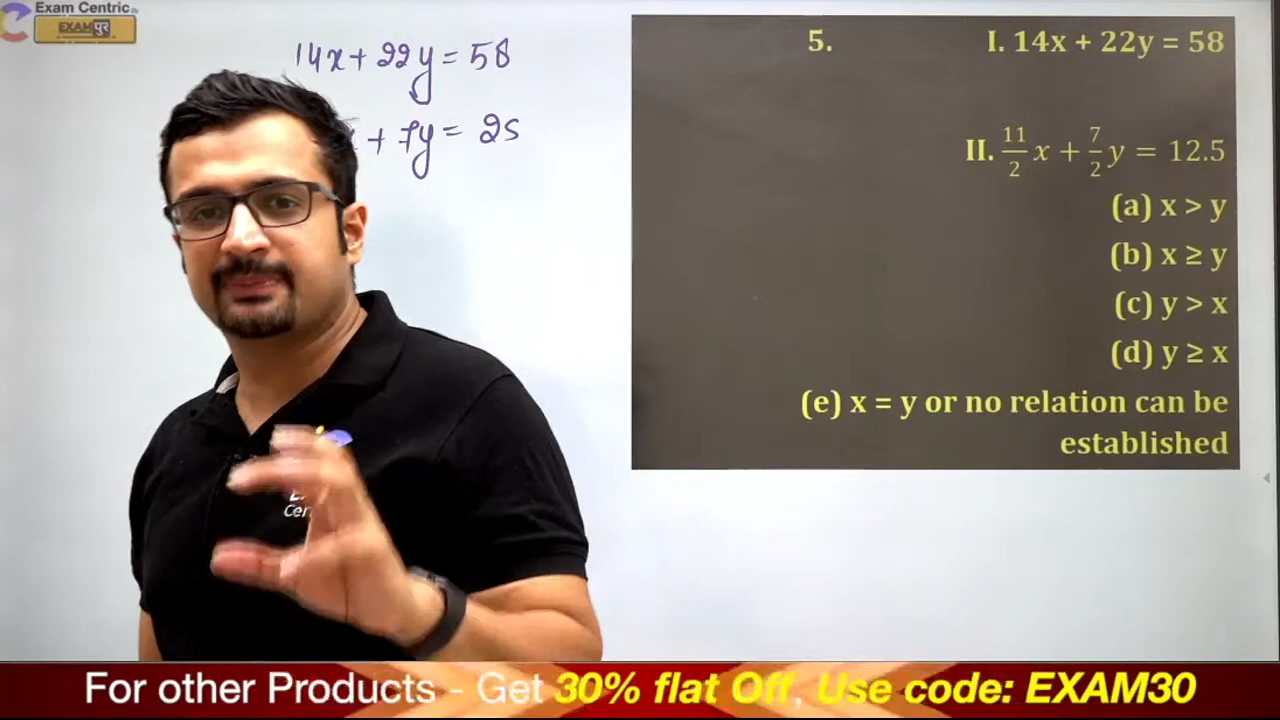 Exam Centric
EXAMपुर
14x + 22y = 58
+ 7y = 25
5. I. 14x + 22y = 58
II. 11/2 x + 7/2 y = 12.5
(a) x > y
(b) x ≥ y
(c) y > x
(d) y ≥ x
(e) x = y or no relation can be
established
For other Products - Get 30% flat Off, Use code: EXAM30